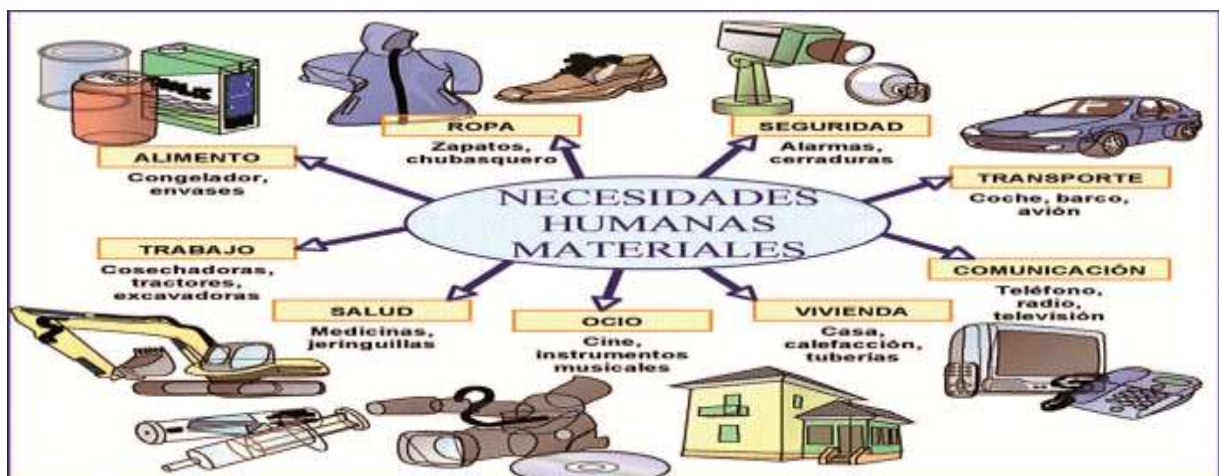 ROPA
Zapatos,
chubasquero
SEGURIDAD
Alarmas,
cerraduras
ALIMENTO
Congelador,
envases
TRANSPORTE
Coche, barco,
avión
NECESIDADES
HUMANAS
MATERIALES
TRABAJO
Cosechadoras,
tractores,
excavadoras
COMUNICACIÓN
Teléfono,
radio,
televisión
SALUD
Medicinas,
jeringuillas
OCIO
Cine,
instrumentos
musicales
VIVIENDA
Casa,
calefacción,
tuberías